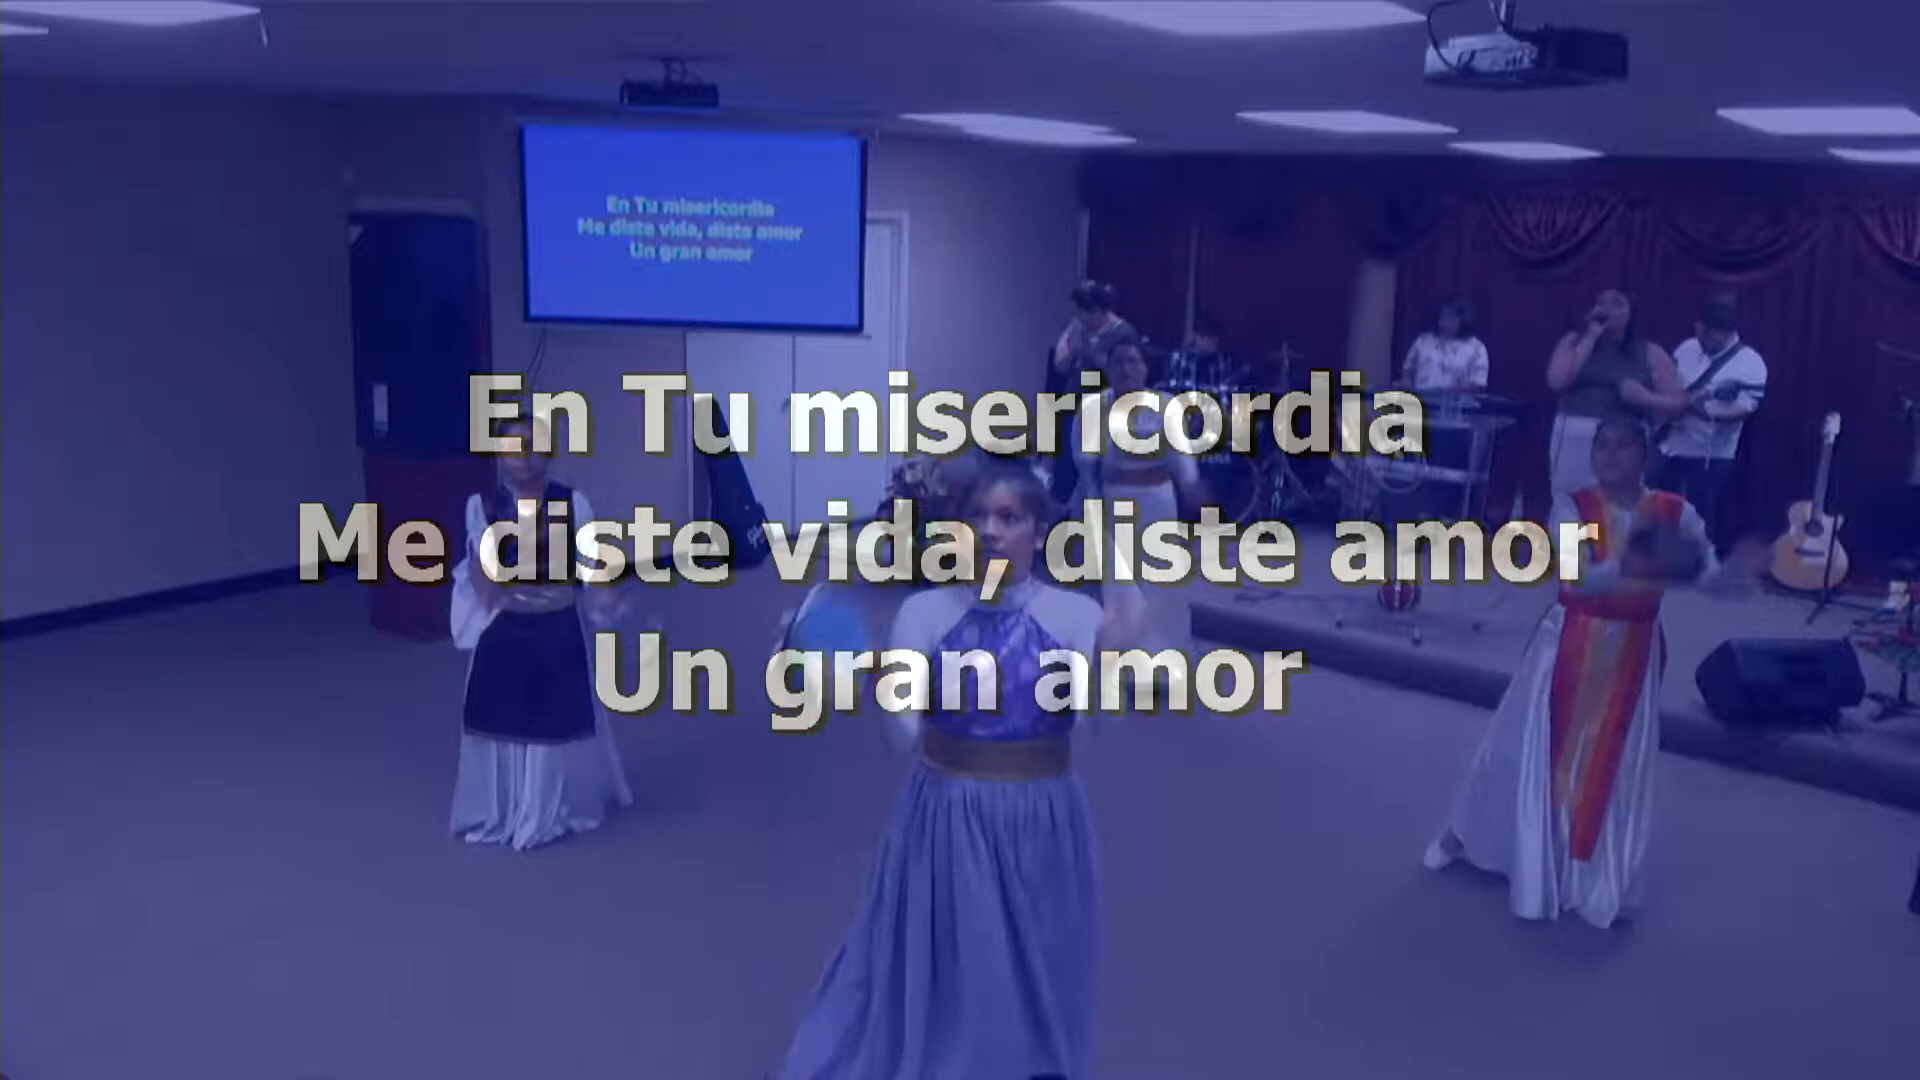 En Tu misericordia
Me diste vida, diste amor
Un gran amor
En Tu misericordia
Me diste vida, diste amor
Un gran amor